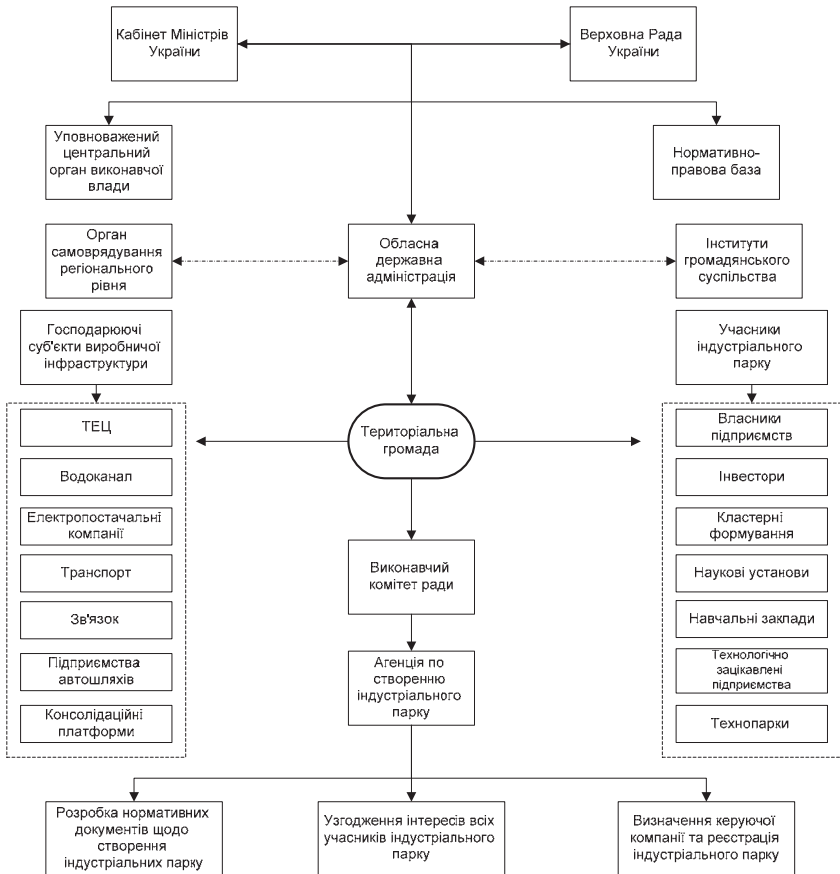 Кабінет Міністрів
України
Верховна Рада
України
Уповноважений
центральний
орган виконавчої
влади
Нормативно-
правова база
Орган
самоврядування
регіонального
рівня
Обласна
державна
адміністрація
Інститути
громадянського
суспільства
Господарюючі
суб'єкти виробничої
інфраструктури
Учасники
індустріального
парку
ТЕЦ
Водоканал
Електропостачальні
компанії
Транспорт
Зв'язок
Підприємства
автошляхів
Консолідаційні
платформи
Територіальна
громада
Виконавчий
комітет ради
Агенція по
створенню
індустріального
парку
Власники
підприємств
Інвестори
Кластерні
формування
Наукові установи
Навчальні заклади
Технологічно
зацікавлені
підприємства
Технопарки
Розробка нормативних
документів щодо
створення
індустріальних парку
Узгодження інтересів всіх
учасників індустріального
парку
Визначення керуючої
компанії та реєстрація
індустріального парку